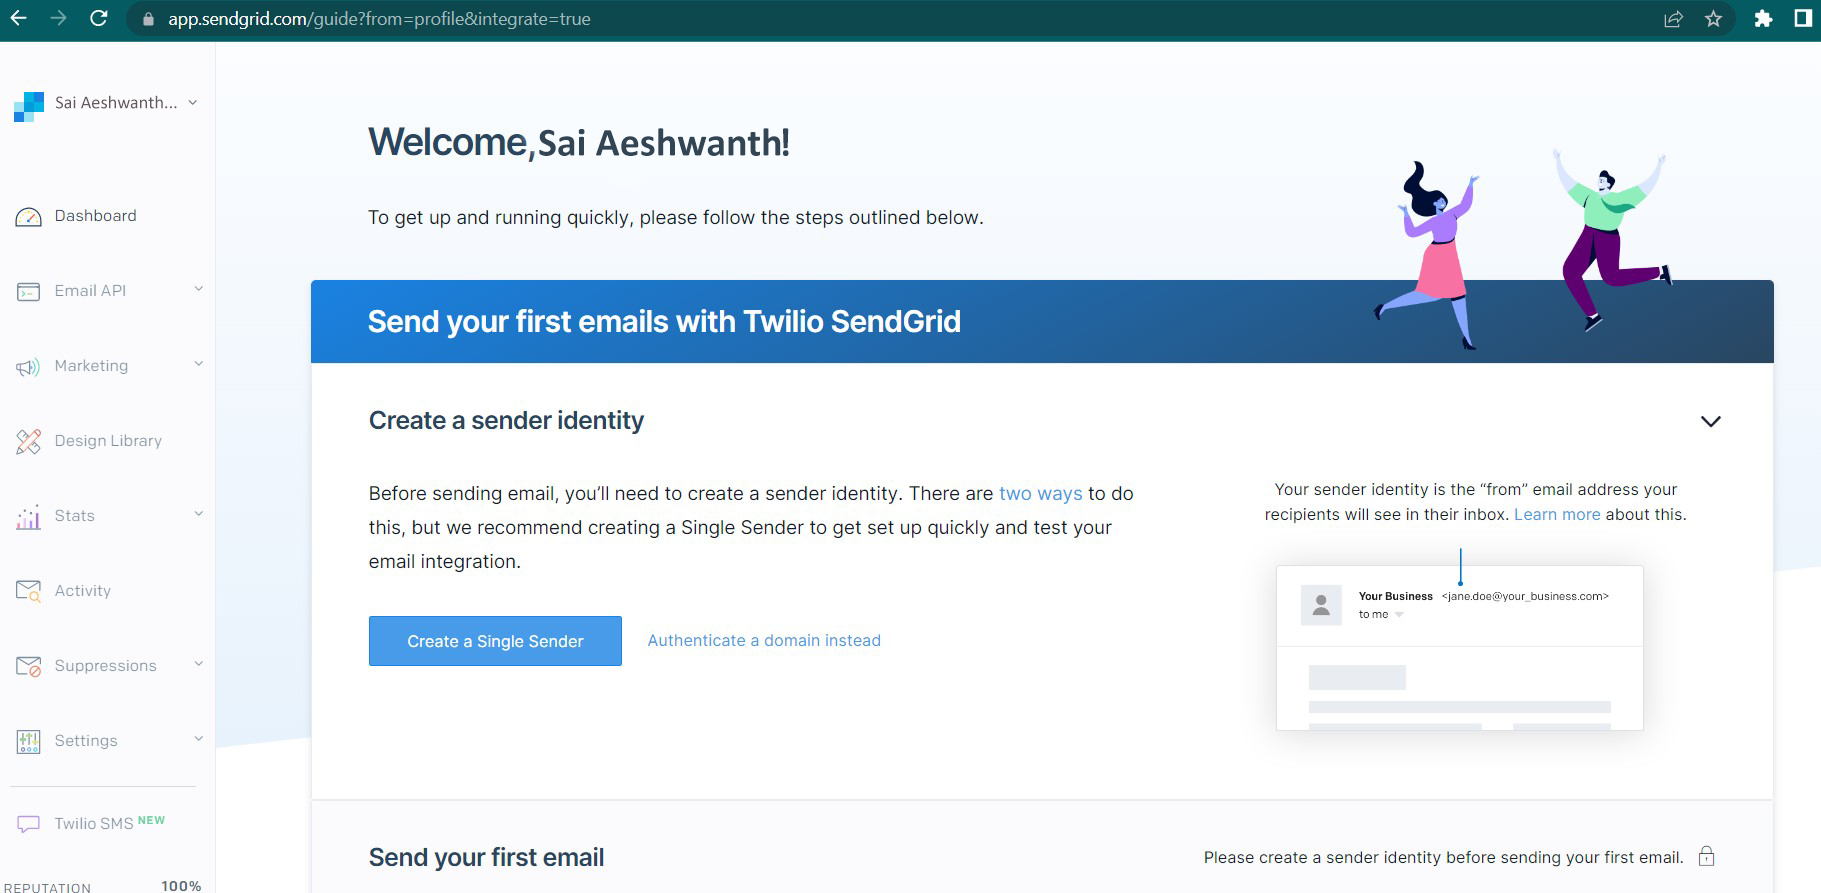 app.sendgrid.com/guide?from=profile&integrate=true
Sai Aeshwanth...
Dashboard
Email API
Marketing
Design Library
Stats
Activity
Suppressions
Settings
Twilio SMS NEW
REPUTATION 100%
Welcome,Sai Aeshwanth!
To get up and running quickly, please follow the steps outlined below.
Send your first emails with Twilio SendGrid
Create a sender identity
Before sending email, you’ll need to create a sender identity. There are two ways to do
this, but we recommend creating a Single Sender to get set up quickly and test your
email integration.
Create a Single Sender
Authenticate a domain instead
Your sender identity is the “from” email address your
recipients will see in their inbox. Learn more about this.
Your Business <jane.doe@your_business.com>
to me
Send your first email
Please create a sender identity before sending your first email.